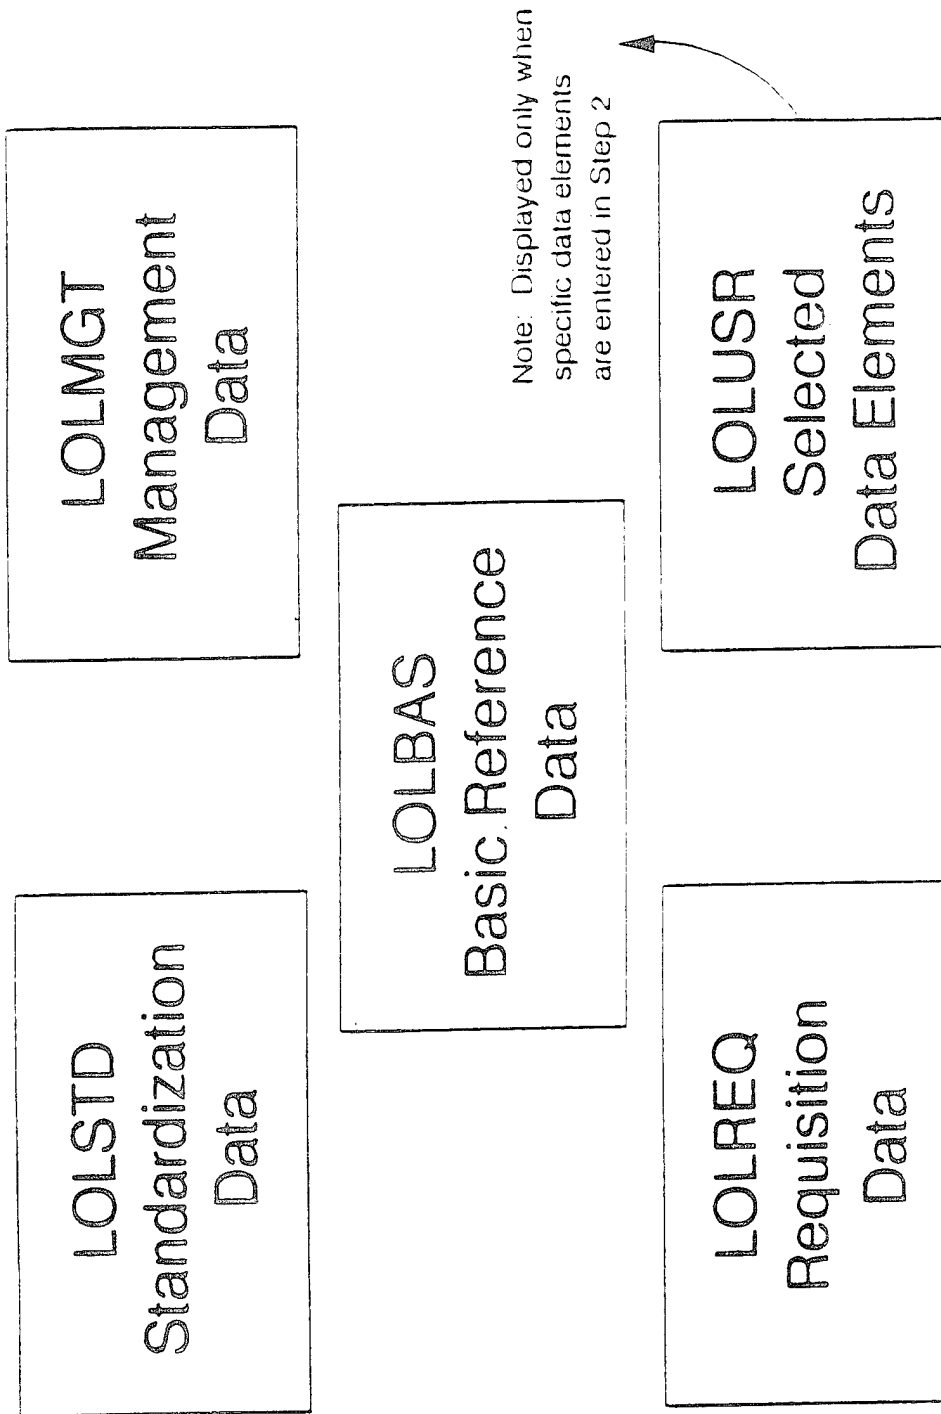 LOLSTD
Standardization
Data
LOLMGT
Management
Data
LOLBAS
Basic Reference
Data
LOLREQ
Requisition
Data
LOLUSR
Selected
Data Elements
Note: Displayed only when
specific data elements
are entered in Step 2